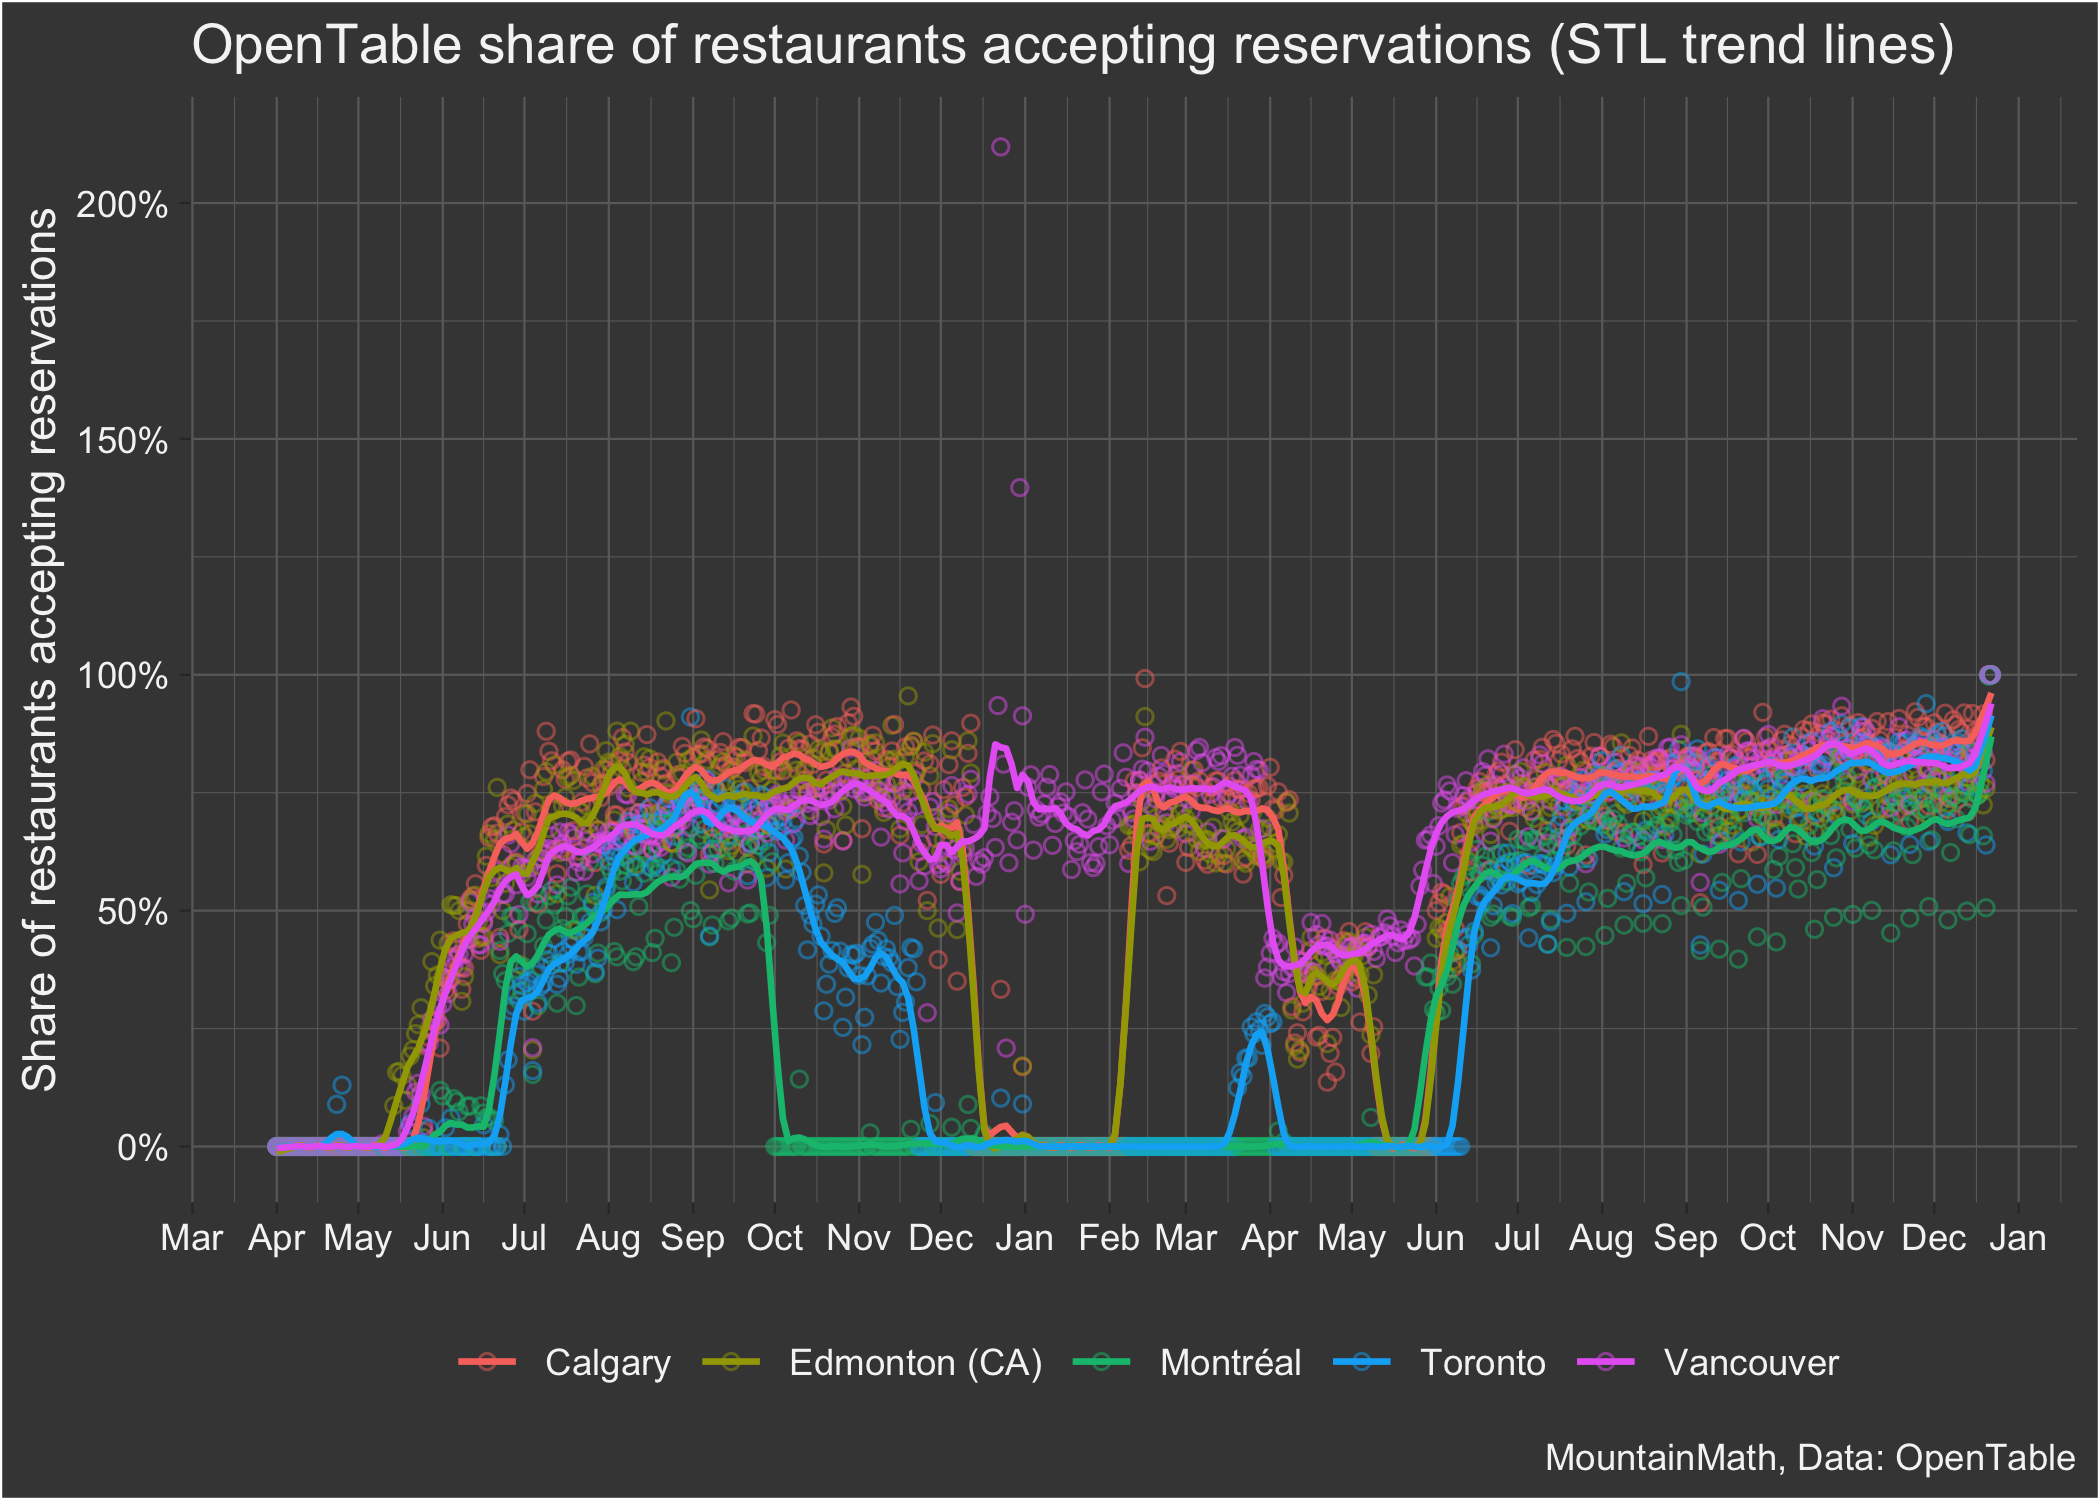 OpenTable share of restaurants accepting reservations (STL trend lines)
Share of restaurants accepting reservations
200%
150%
100%
50%
0%
Mar Apr May Jun Jul Aug Sep Oct Nov Dec Jan Feb Mar Apr May Jun Jul Aug Sep Oct Nov Dec Jan
Calgary Edmonton (CA) Montréal Toronto Vancouver
MountainMath, Data: OpenTable